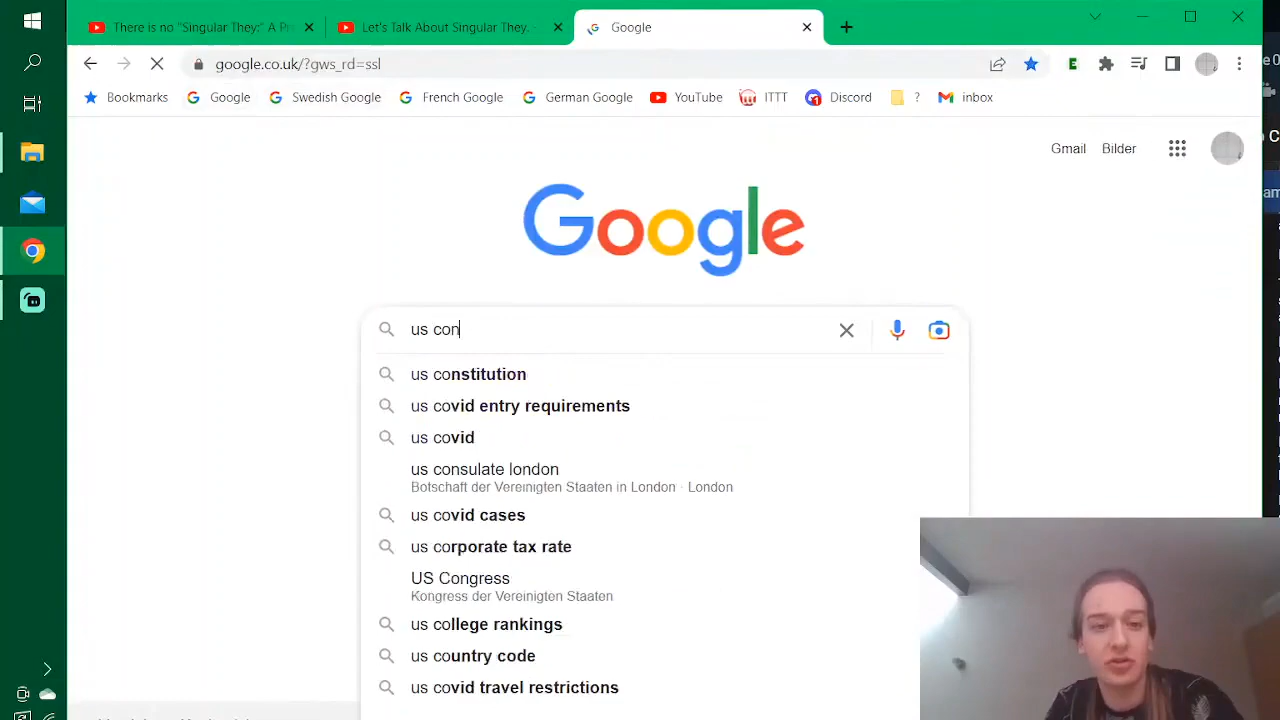 There is no "Singular They:" A Pr
Let's Talk About Singular They.
Google
google.co.uk/?gws_rd=ssl
Bookmarks
Google
Swedish Google
French Google
German Google
YouTube
ITTT
Discord
?
inbox
Gmail
Bilder
Google
us con
us constitution
us covid entry requirements
us covid
us consulate london
Botschaft der Vereinigten Staaten in London · London
us covid cases
us corporate tax rate
US Congress
Kongress der Vereinigten Staaten
us college rankings
us country code
us covid travel restrictions